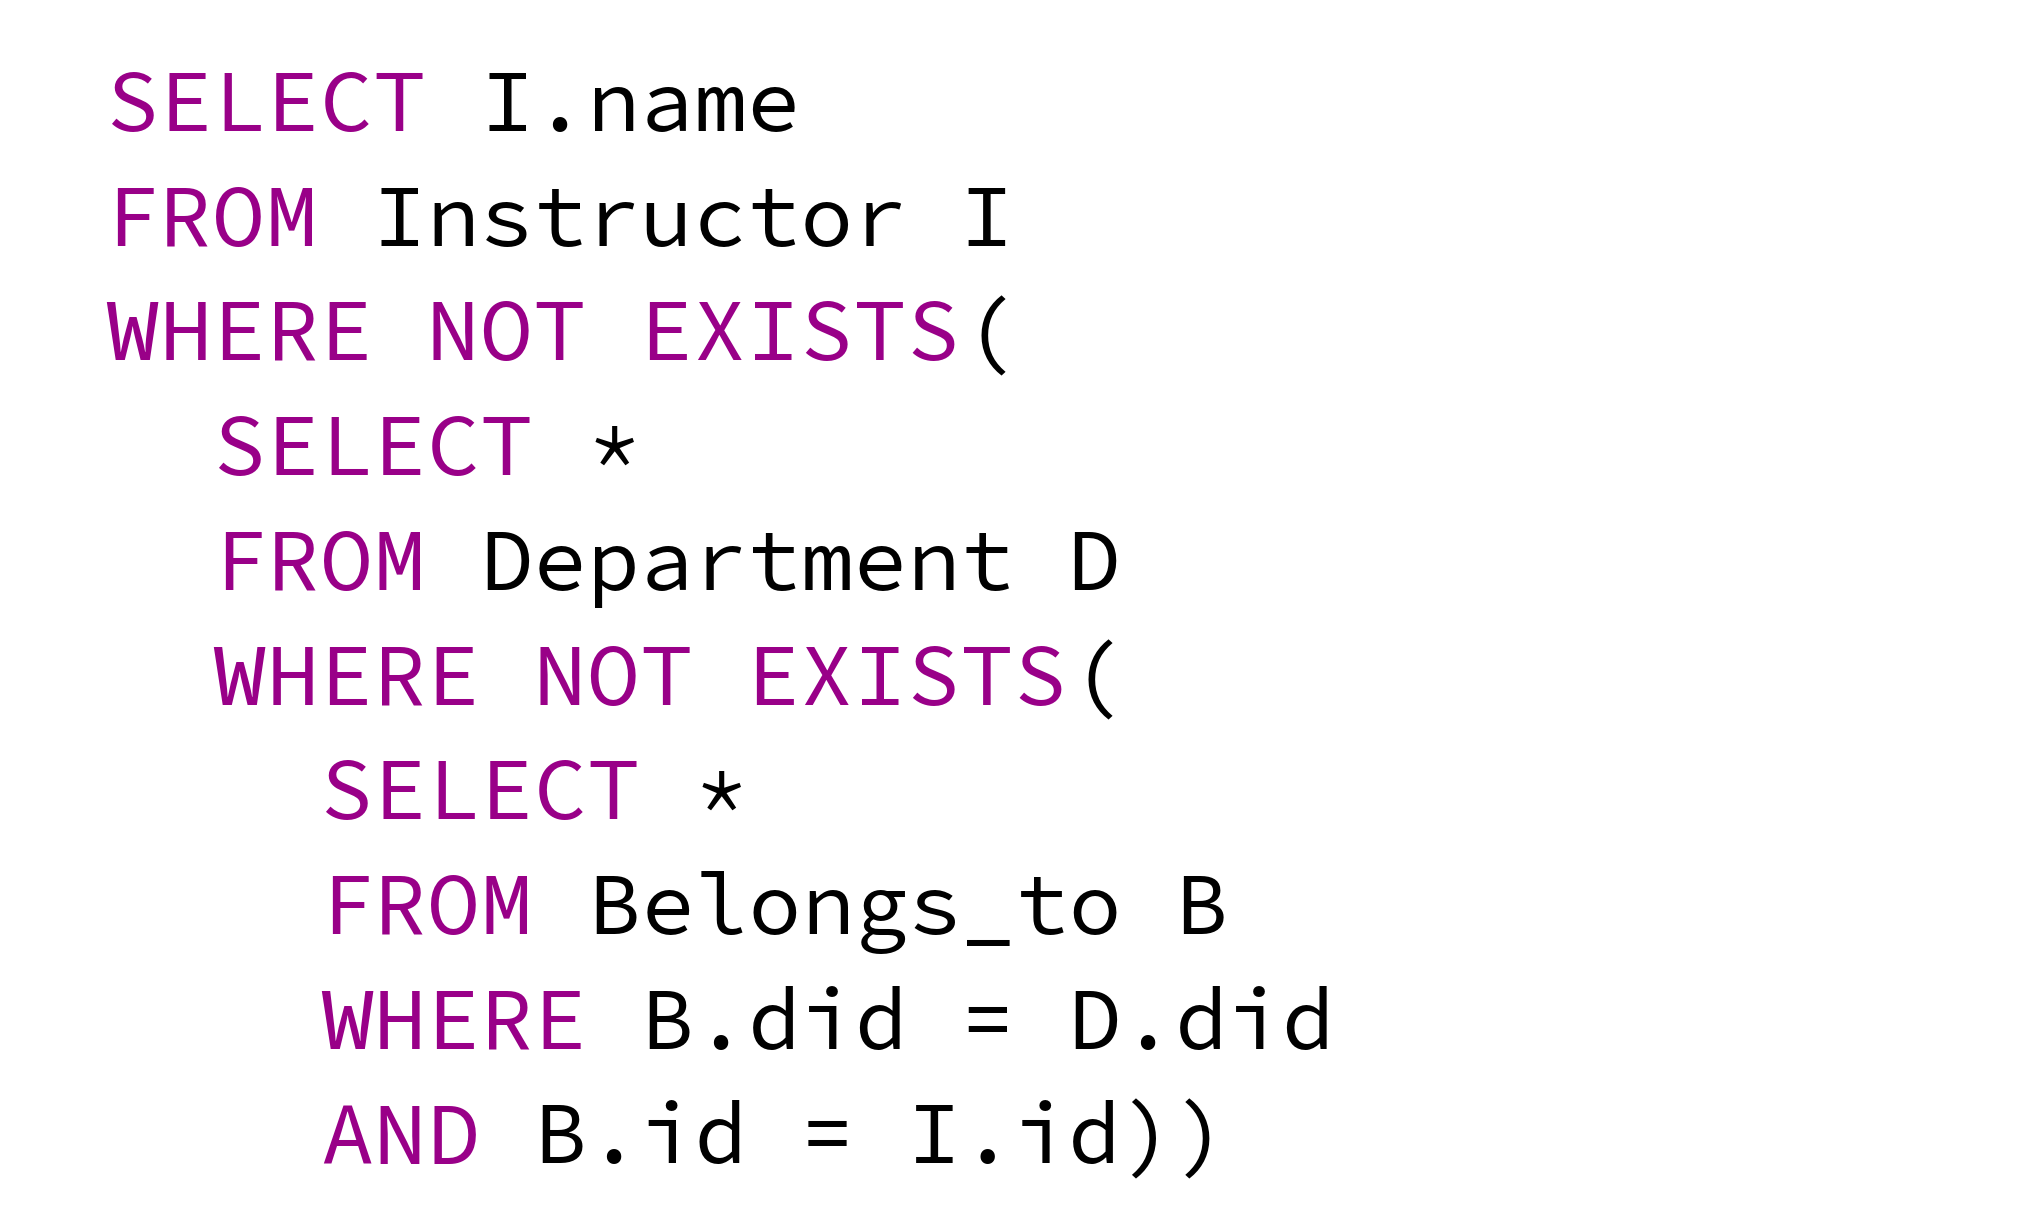 SELECT I.name
FROM Instructor I
WHERE NOT EXISTS(
SELECT *
FROM Department D
WHERE NOT EXISTS(
SELECT *
FROM Belongs_to B
WHERE B.did = D.did
AND B.id = I.id))